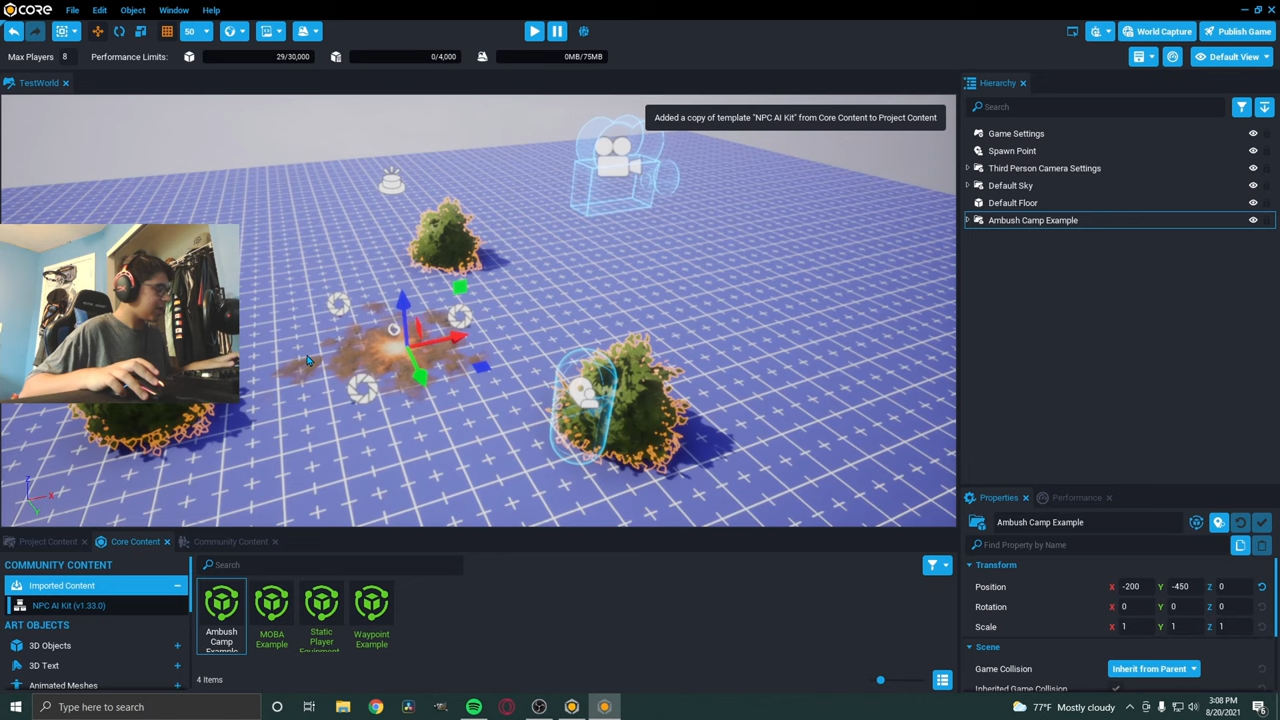 CORE File Edit Object Window Help
50 World Capture Publish Game
Max Players 8 Performance Limits: 29/30,000 0/4,000 0MB/75MB Default View
TestWorld Hierarchy
Added a copy of template "NPC AI Kit" from Core Content to Project Content
Search
Game Settings
Spawn Point
Third Person Camera Settings
Default Sky
Default Floor
Ambush Camp Example
Properties Performance
Ambush Camp Example
Find Property by Name
Transform
Position X -200 Y -450 Z 0
Rotation X 0 Y 0 Z 0
Scale X 1 Y 1 Z 1
Scene
Game Collision Inherit from Parent
Inherited Game Collision
Project Content Core Content Community Content
COMMUNITY CONTENT
Imported Content
NPC AI Kit (v1.33.0)
ART OBJECTS
3D Objects
3D Text
Animated Meshes
Search
Ambush Camp Example
MOBA Example
Static Player Equipment
Waypoint Example
4 Items
Type here to search
77°F Mostly cloudy
3:08 PM
8/20/2021